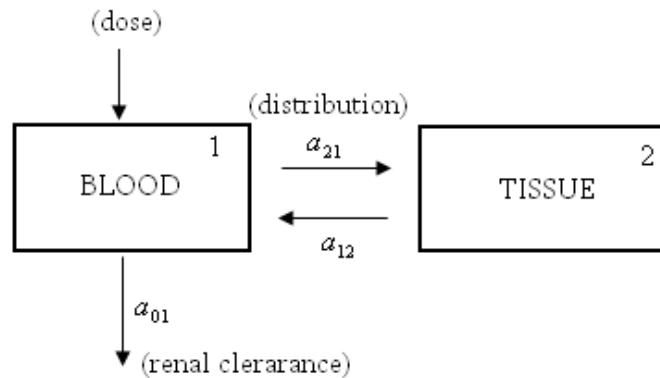 (dose)
(distribution)
1
a21
2
BLOOD
TISSUE
a12
a01
(renal clerarance)